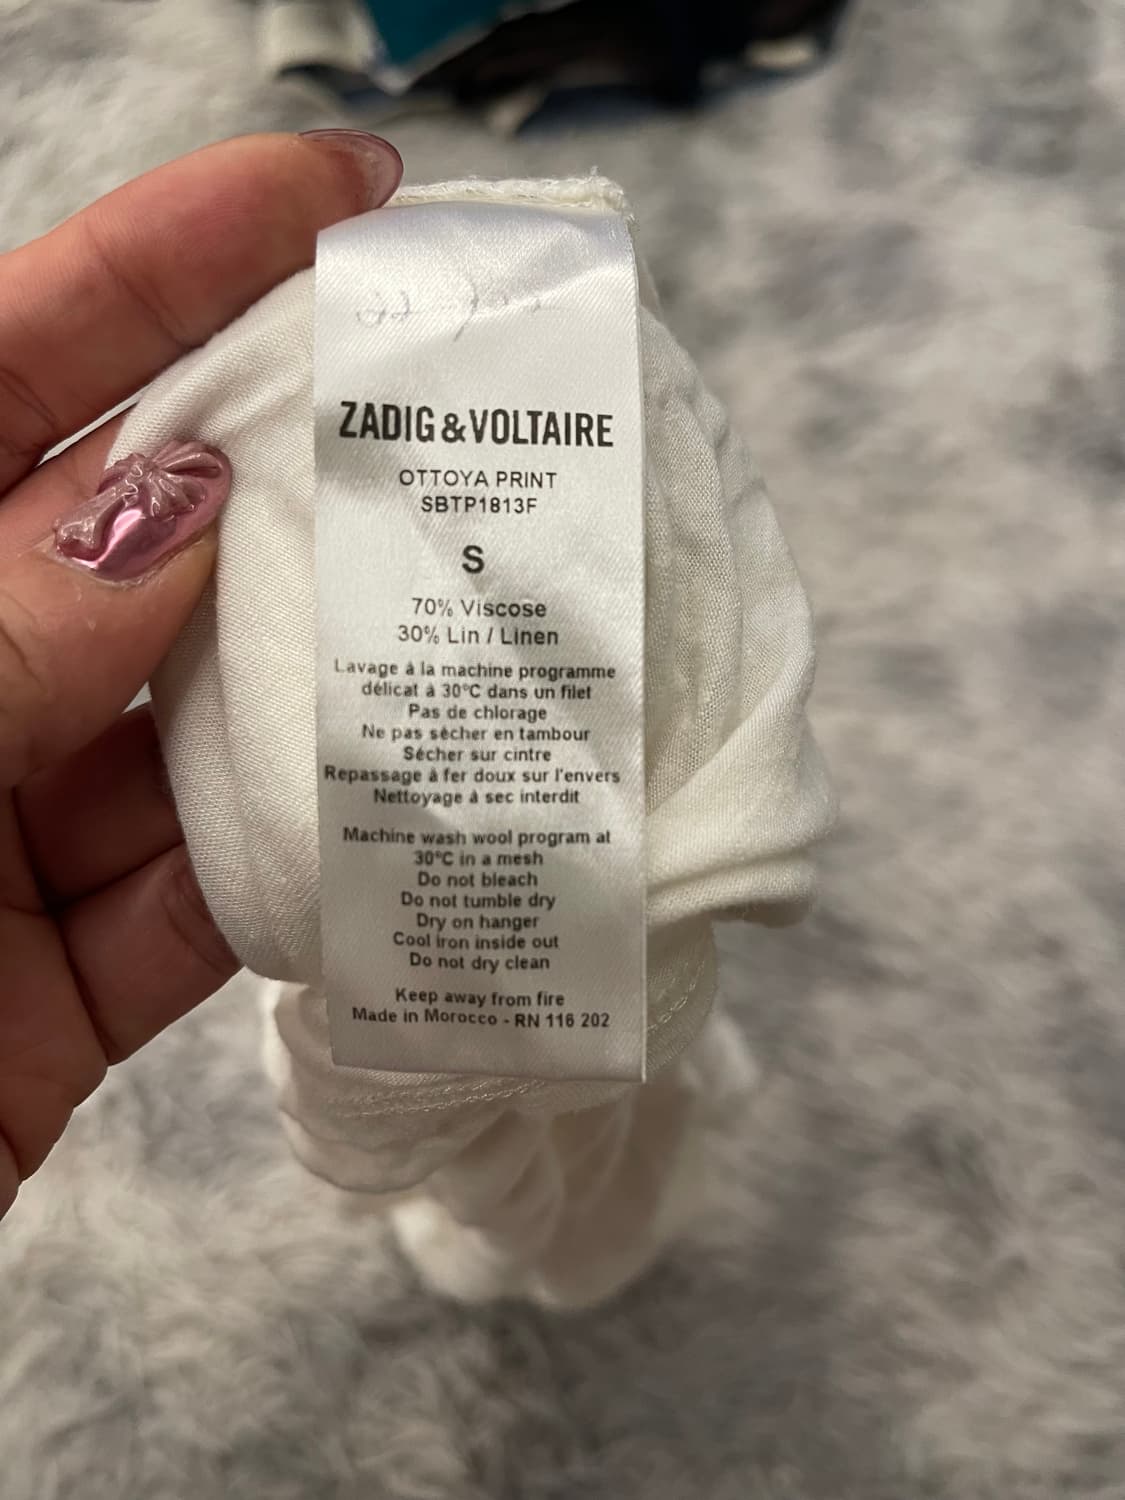 ZADIG & VOLTAIRE
OTTOYA PRINT
SBTP1813F
S
70% Viscose
30% Lin / Linen
Lavage à la machine programme
délicat à 30°C dans un filet
Pas de chlorage
Ne pas sécher en tambour
Sécher sur cintre
Repassage à fer doux sur l'envers
Nettoyage à sec interdit
Machine wash wool program at
30°C in a mesh
Do not bleach
Do not tumble dry
Dry on hanger
Cool iron inside out
Do not dry clean
Keep away from fire
Made in Morocco - RN 116 202